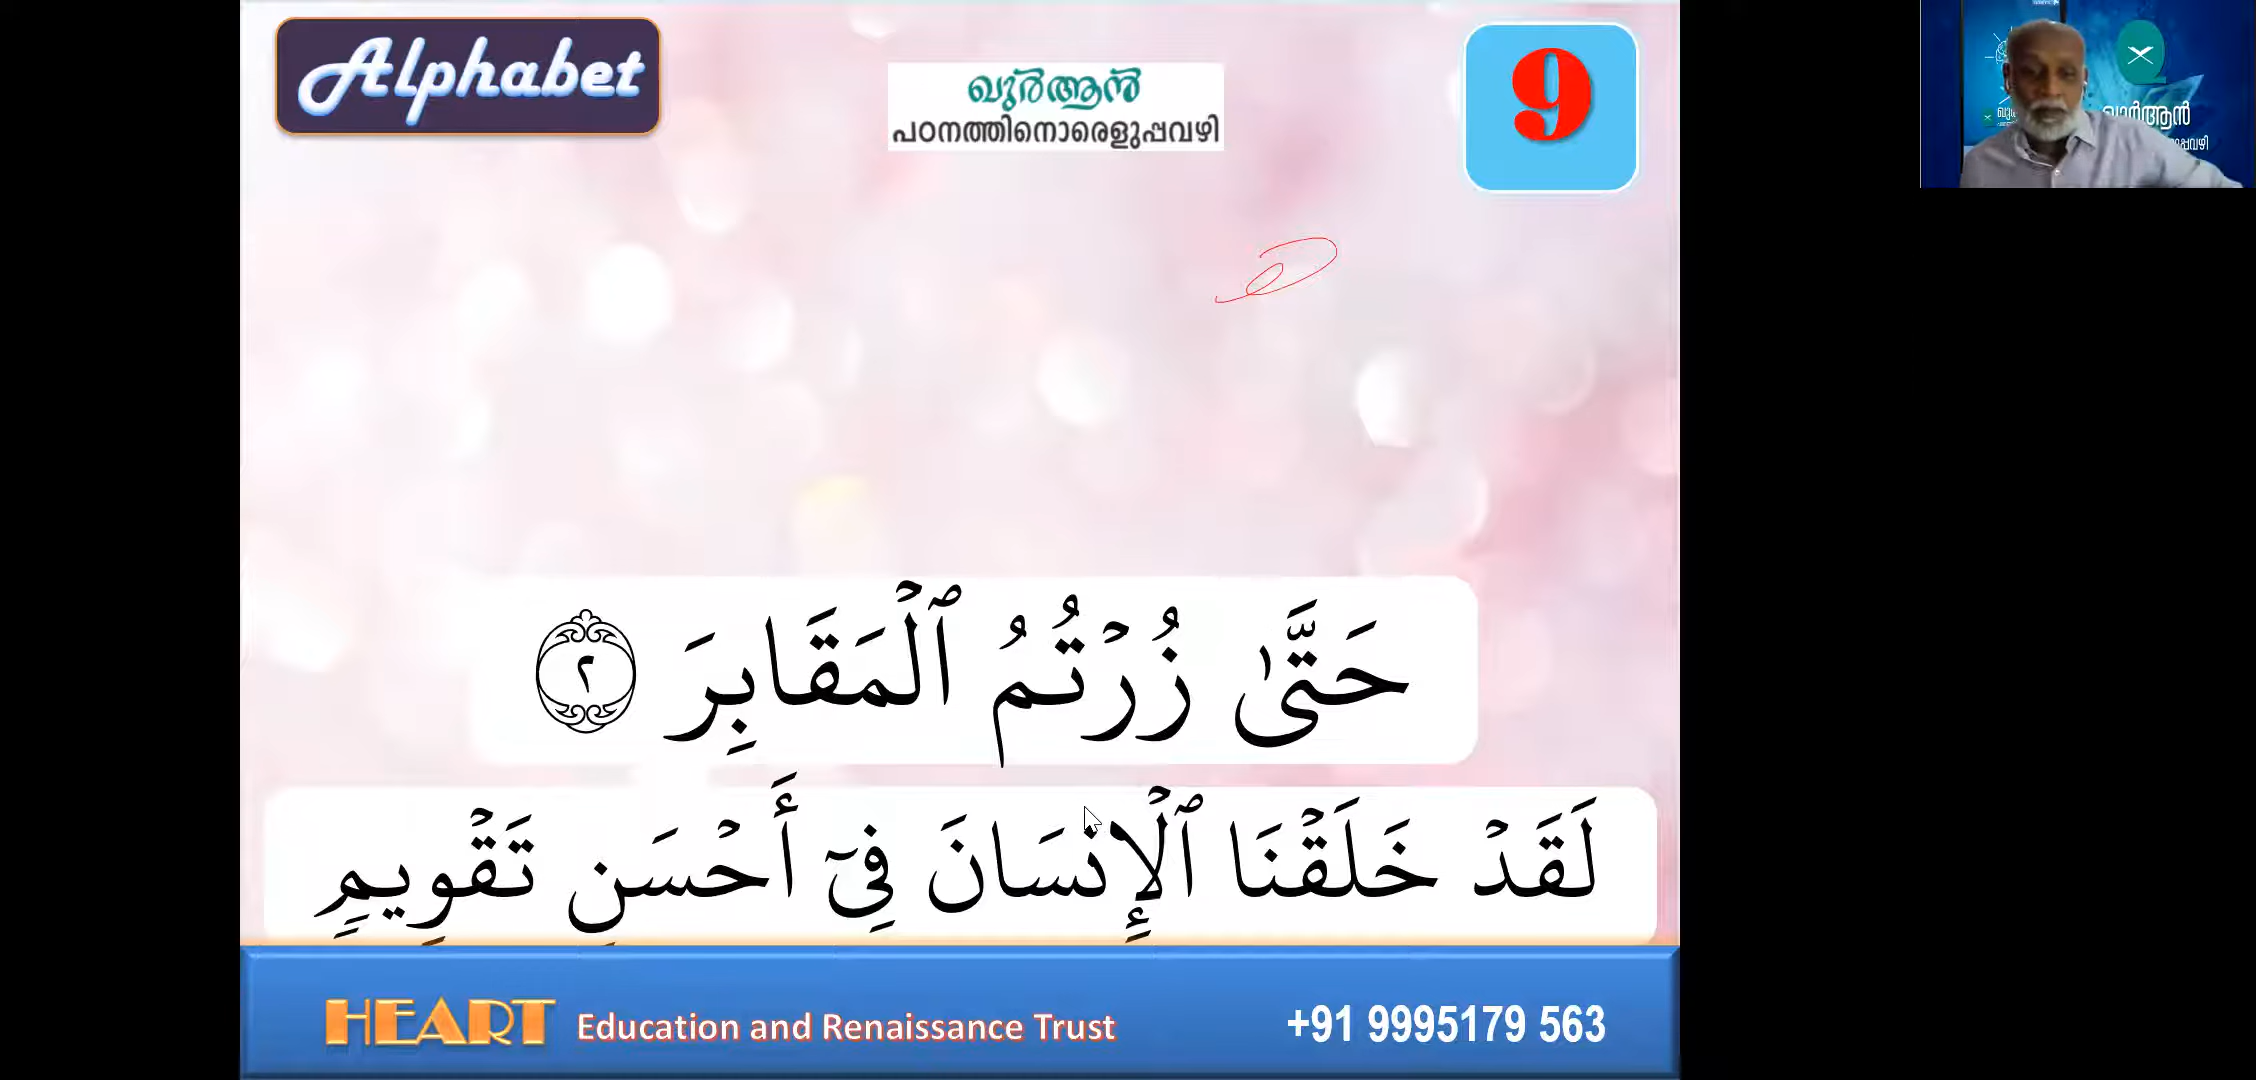 Alphabet
ഖുർആൻ
പഠനത്തിനൊരെളുപ്പവഴി
9
ഖുർആൻ
حَتَّىٰ زُرْتُمُ ٱلْمَقَابِرَ ٢
لَقَدْ خَلَقْنَا ٱلْإِنسَانَ فِىٓ أَحْسَنِ تَقْوِيمٍ
HEART Education and Renaissance Trust
+91 9995179 563